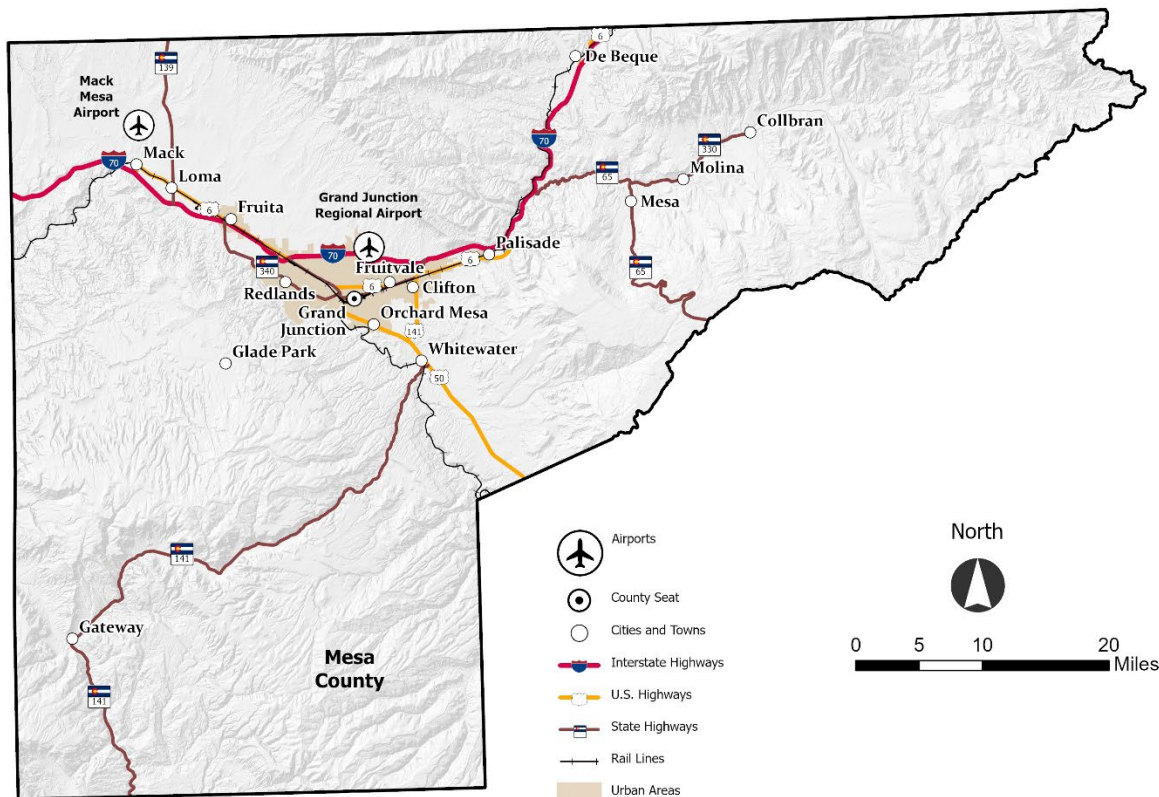 6
De Beque
139
Mack
Mesa
Airport
Collbran
70
330
Mack
70
Molina
Loma
65
Grand Junction
Regional Airport
Mesa
6
Fruita
Palisade
70
6
65
340
Fruitvale
Redlands
6
Clifton
Grand
Junction
Orchard Mesa
141
Glade Park
Whitewater
50
141
Gateway
141
Mesa
County
Airports
County Seat
Cities and Towns
Interstate Highways
U.S. Highways
State Highways
Rail Lines
Urban Areas
North
0 5 10 20
Miles